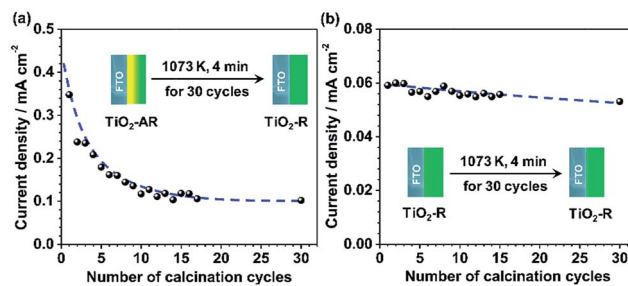 (a)
Current density / mA cm⁻²
0.5
0.4
0.3
0.2
0.1
0.0
0 5 10 15 20 25 30
Number of calcination cycles
FTO
1073 K, 4 min
for 30 cycles
FTO
TiO₂-AR
TiO₂-R
(b)
Current density / mA cm⁻²
0.08
0.06
0.04
0.02
0.00
0 5 10 15 20 25 30
Number of calcination cycles
FTO
1073 K, 4 min
for 30 cycles
FTO
TiO₂-R
TiO₂-R